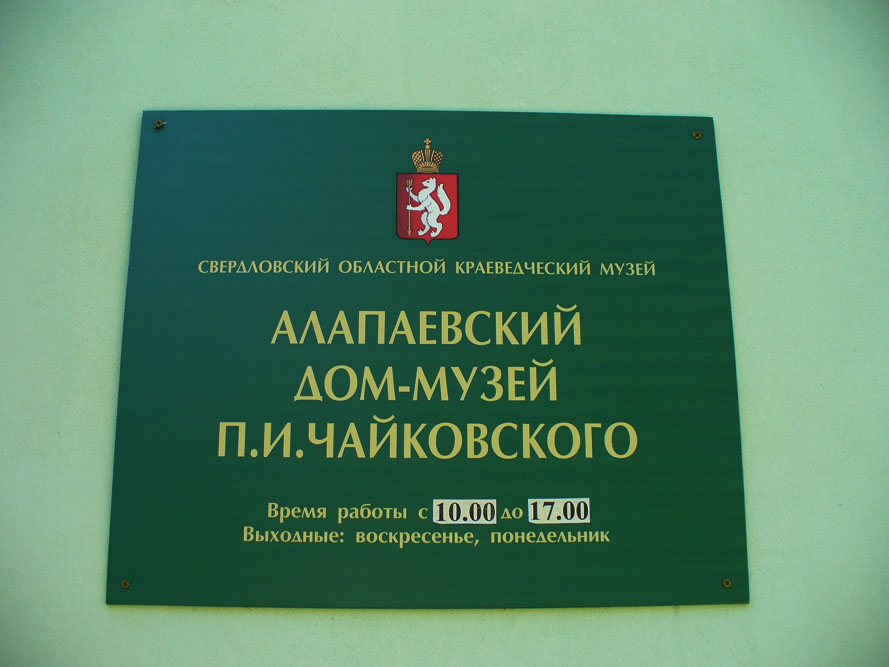 СВЕРДЛОВСКИЙ ОБЛАСТНОЙ КРАЕВЕДЧЕСКИЙ МУЗЕЙ
АЛАПАЕВСКИЙ
ДОМ-МУЗЕЙ
П.И.ЧАЙКОВСКОГО
Время работы с 10.00 до 17.00
Выходные: воскресенье, понедельник